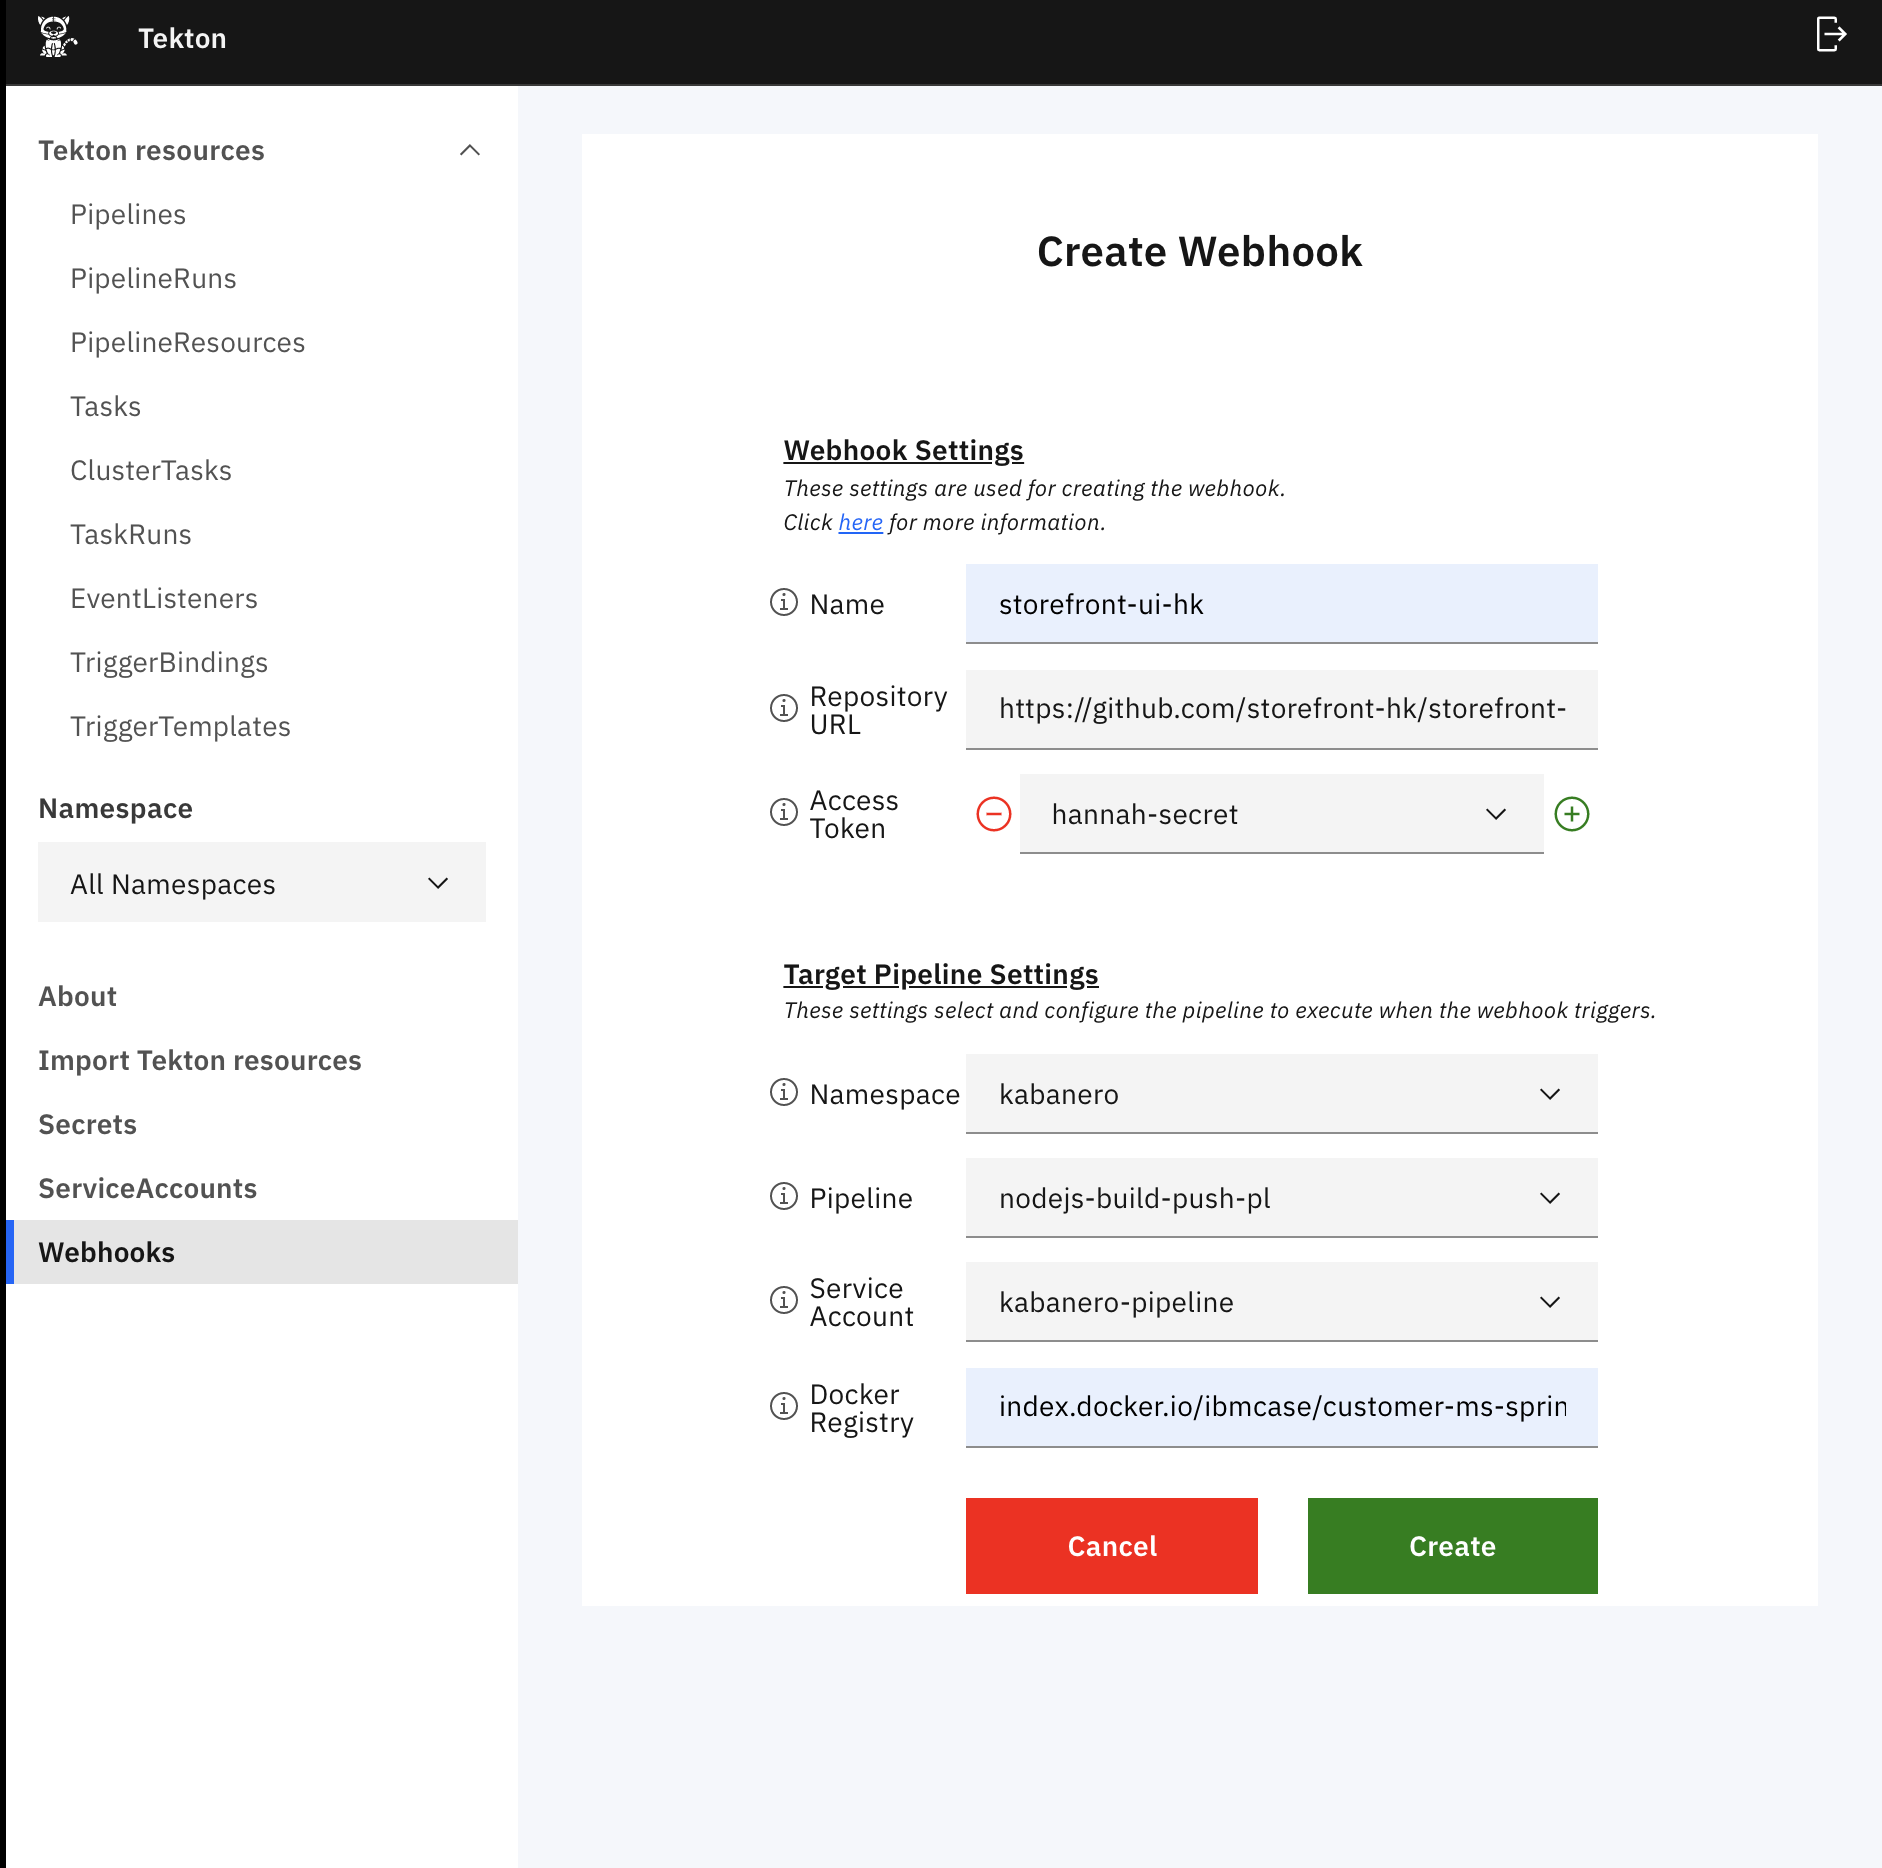 Tekton
Tekton resources
Pipelines
PipelineRuns
PipelineResources
Tasks
ClusterTasks
TaskRuns
EventListeners
TriggerBindings
TriggerTemplates
Namespace
All Namespaces
About
Import Tekton resources
Secrets
ServiceAccounts
Webhooks
Create Webhook
Webhook Settings
These settings are used for creating the webhook.
Click here for more information.
Name
storefront-ui-hk
Repository
URL
https://github.com/storefront-hk/storefront-
Access
Token
hannah-secret
Target Pipeline Settings
These settings select and configure the pipeline to execute when the webhook triggers.
Namespace
kabanero
Pipeline
nodejs-build-push-pl
Service
Account
kabanero-pipeline
Docker
Registry
index.docker.io/ibmcase/customer-ms-sprin
Cancel
Create